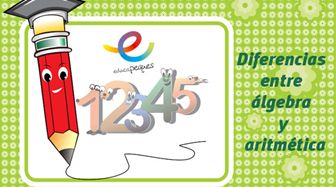 educapeques
12345
Diferencias
entre
álgebra
y
aritmética